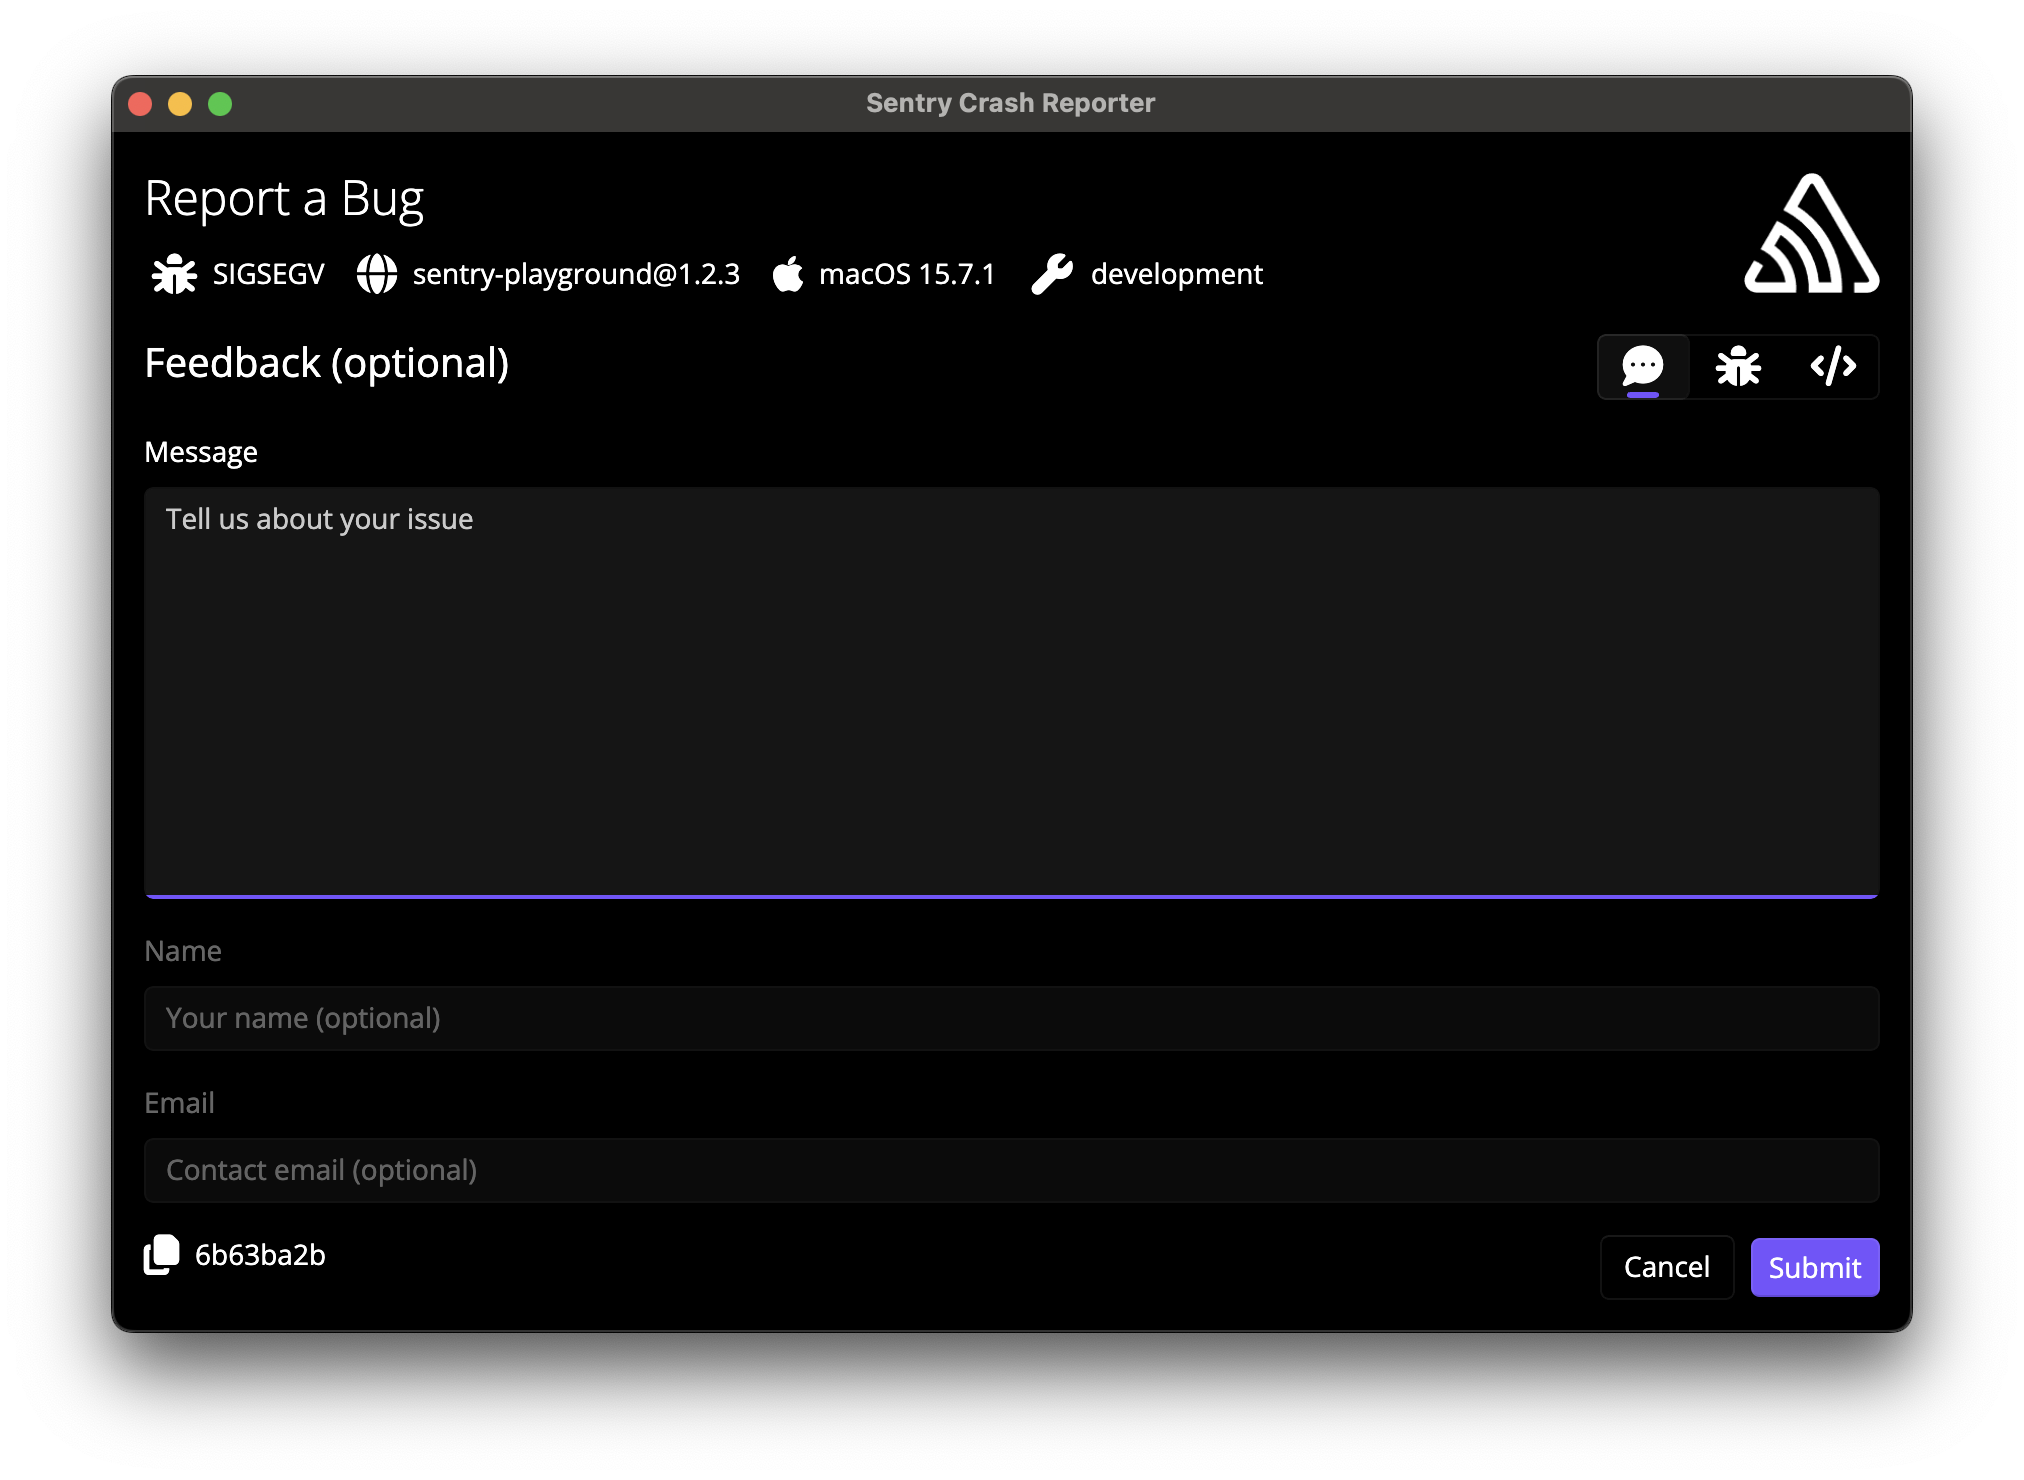 Sentry Crash Reporter
Report a Bug
SIGSEGV sentry-playground@1.2.3 macOS 15.7.1 development
Feedback (optional)
Message
Tell us about your issue
Name
Your name (optional)
Email
Contact email (optional)
6b63ba2b
Cancel Submit